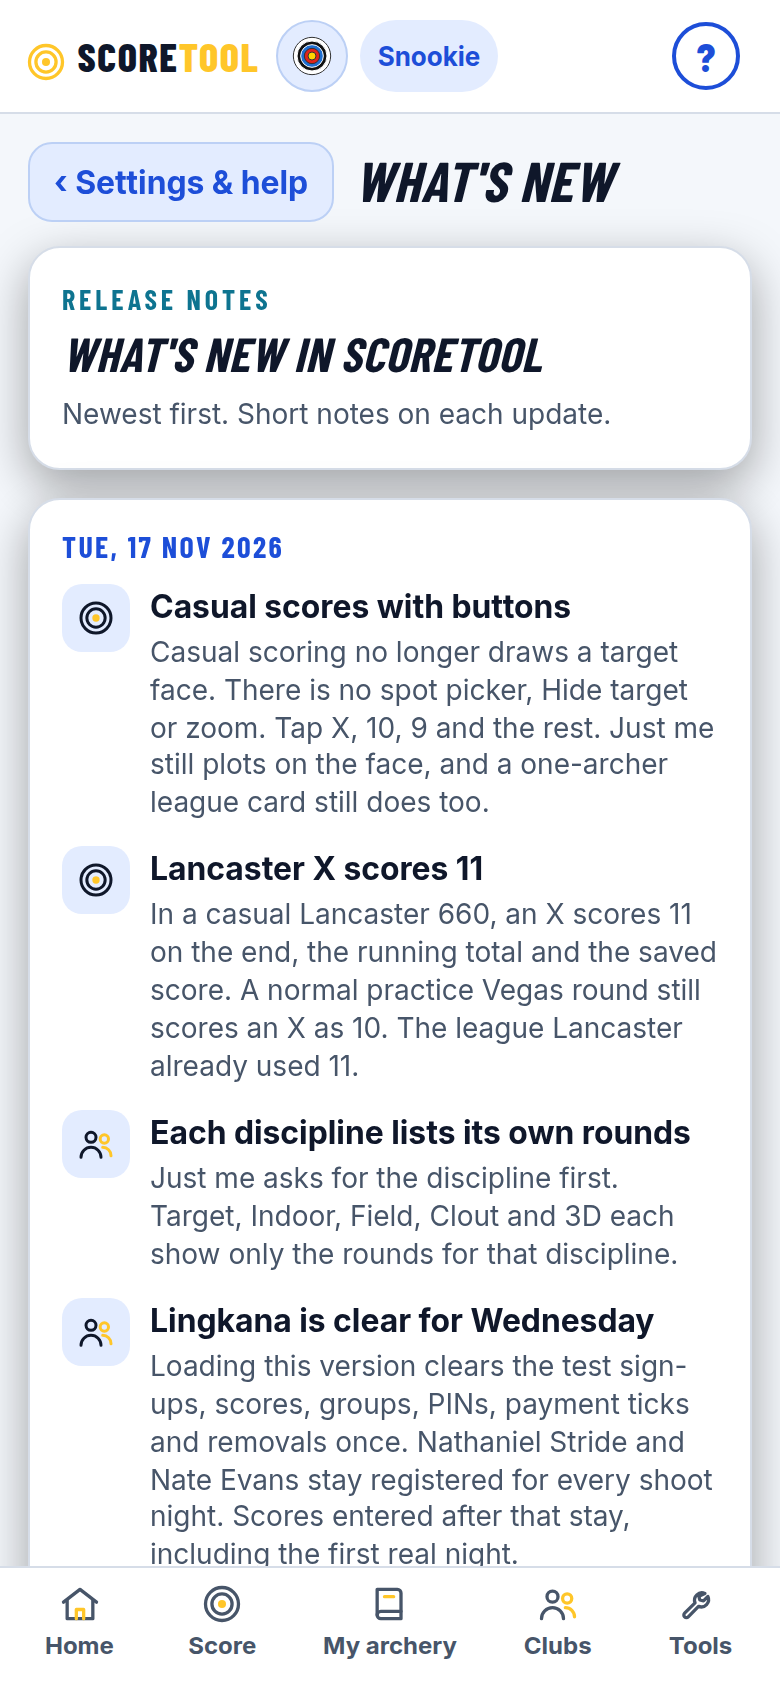 SCORETOOL
Snookie
?
‹ Settings & help
WHAT'S NEW
RELEASE NOTES
WHAT'S NEW IN SCORETOOL
Newest first. Short notes on each update.
TUE, 17 NOV 2026
Casual scores with buttons
Casual scoring no longer draws a target
face. There is no spot picker, Hide target
or zoom. Tap X, 10, 9 and the rest. Just me
still plots on the face, and a one-archer
league card still does too.
Lancaster X scores 11
In a casual Lancaster 660, an X scores 11
on the end, the running total and the saved
score. A normal practice Vegas round still
scores an X as 10. The league Lancaster
already used 11.
Each discipline lists its own rounds
Just me asks for the discipline first.
Target, Indoor, Field, Clout and 3D each
show only the rounds for that discipline.
Lingkana is clear for Wednesday
Loading this version clears the test sign-
ups, scores, groups, PINs, payment ticks
and removals once. Nathaniel Stride and
Nate Evans stay registered for every shoot
night. Scores entered after that stay,
including the first real night.
Home
Score
My archery
Clubs
Tools